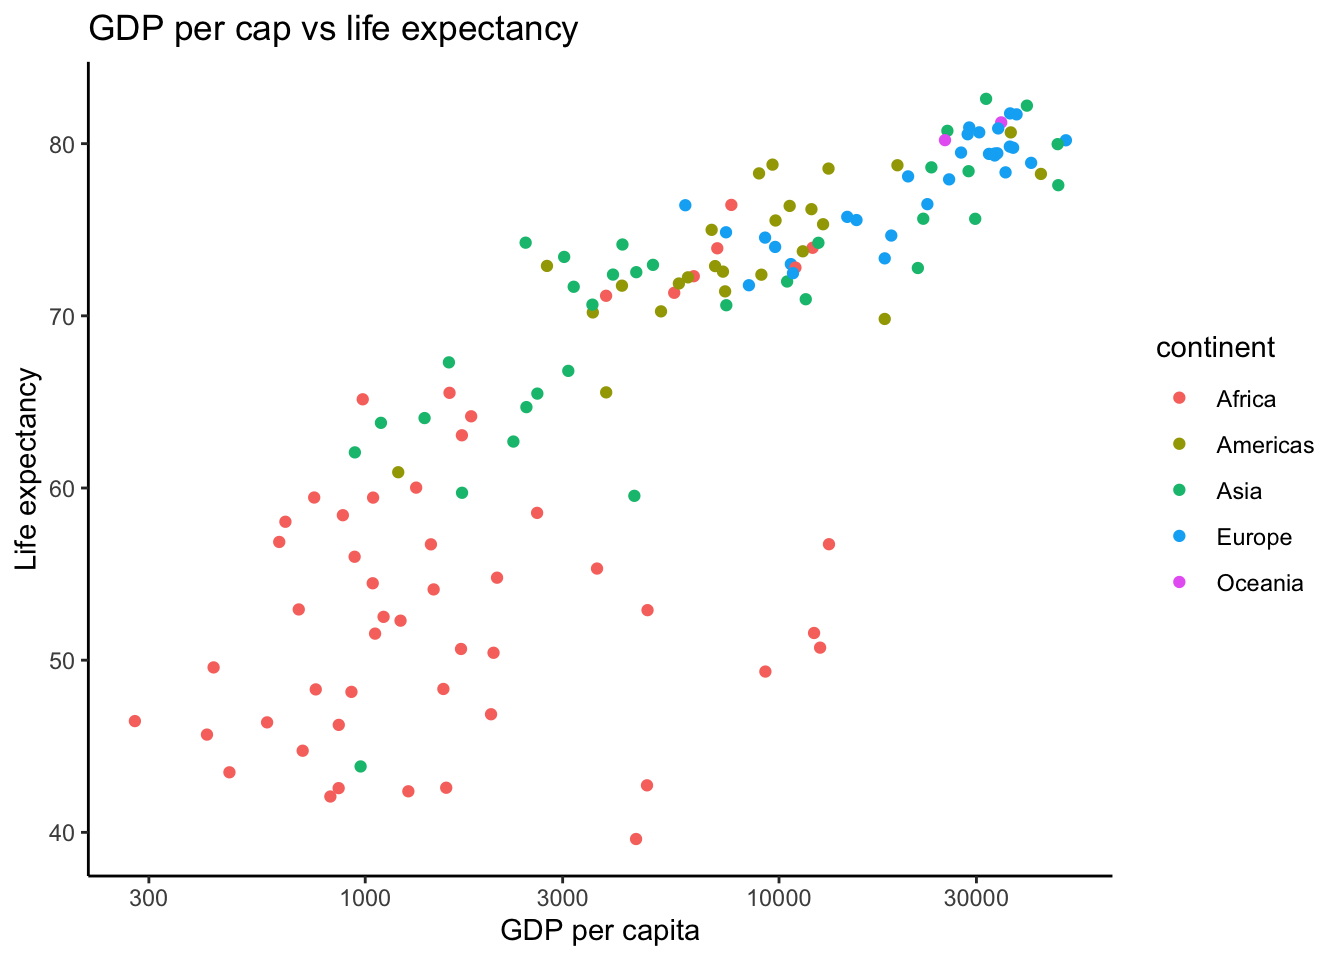 GDP per cap vs life expectancy
80
70
60
50
40
Life expectancy
300 1000 3000 10000 30000
GDP per capita
continent
Africa
Americas
Asia
Europe
Oceania